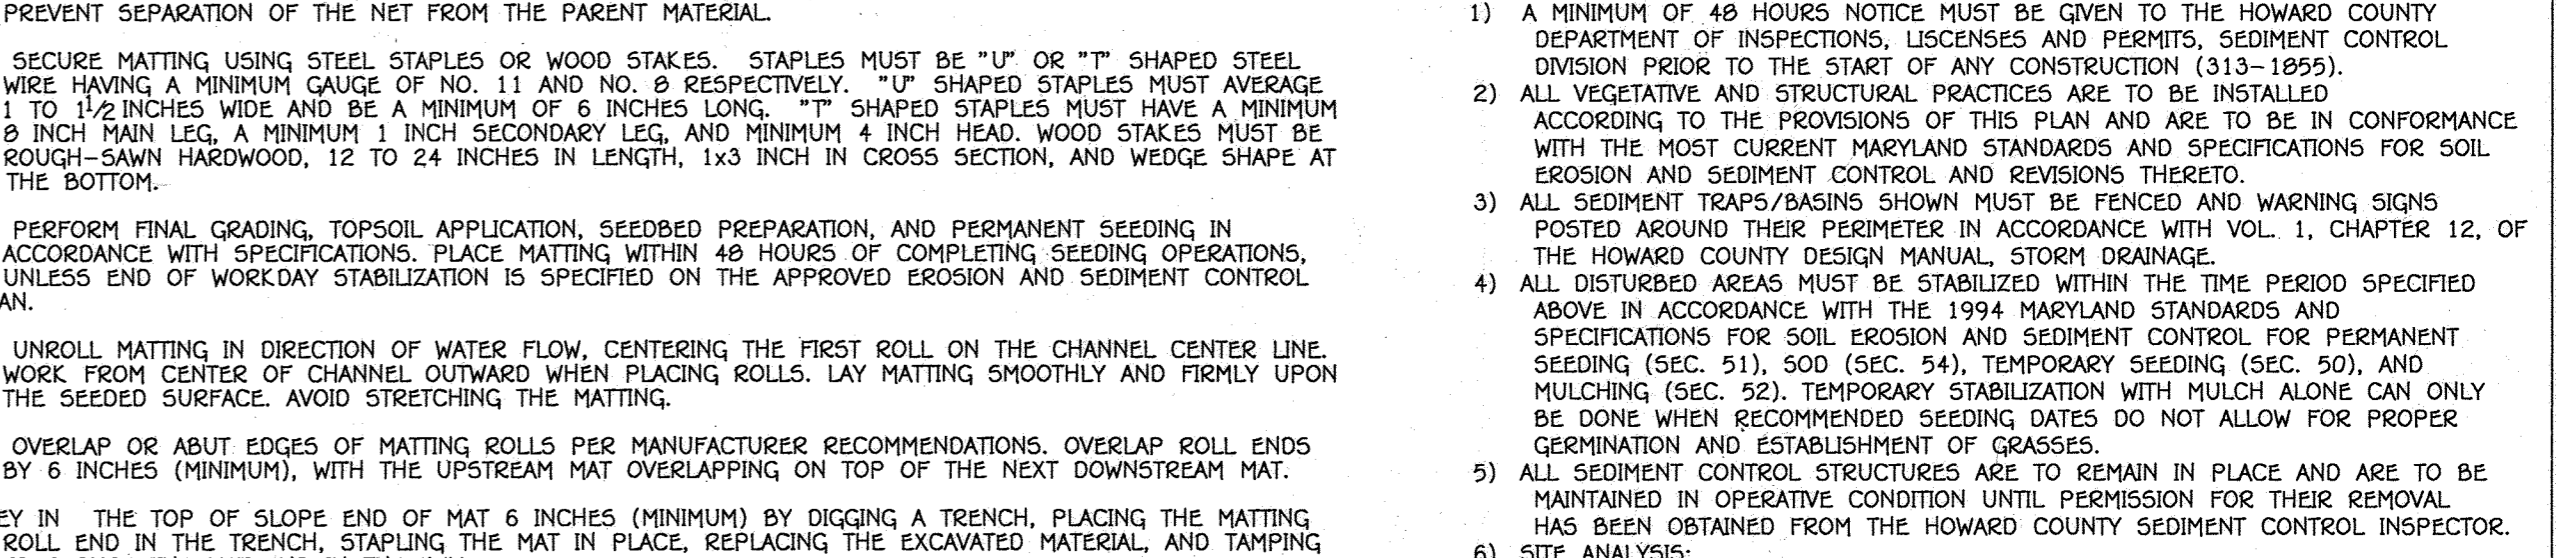 PREVENT SEPARATION OF THE NET FROM THE PARENT MATERIAL.
SECURE MATTING USING STEEL STAPLES OR WOOD STAKES. STAPLES MUST BE "U" OR "T" SHAPED STEEL
WIRE HAVING A MINIMUM GAUGE OF NO. 11 AND NO. 8 RESPECTIVELY. "U" SHAPED STAPLES MUST AVERAGE
1 TO 1 1/2 INCHES WIDE AND BE A MINIMUM OF 6 INCHES LONG. "T" SHAPED STAPLES MUST HAVE A MINIMUM
8 INCH MAIN LEG, A MINIMUM 1 INCH SECONDARY LEG, AND MINIMUM 4 INCH HEAD. WOOD STAKES MUST BE
ROUGH-SAWN HARDWOOD, 12 TO 24 INCHES IN LENGTH, 1x3 INCH IN CROSS SECTION, AND WEDGE SHAPE AT
THE BOTTOM.
PERFORM FINAL GRADING, TOPSOIL APPLICATION, SEEDBED PREPARATION, AND PERMANENT SEEDING IN
ACCORDANCE WITH SPECIFICATIONS. PLACE MATTING WITHIN 48 HOURS OF COMPLETING SEEDING OPERATIONS,
UNLESS END OF WORKDAY STABILIZATION IS SPECIFIED ON THE APPROVED EROSION AND SEDIMENT CONTROL
AN.
UNROLL MATTING IN DIRECTION OF WATER FLOW, CENTERING THE FIRST ROLL ON THE CHANNEL CENTER LINE.
WORK FROM CENTER OF CHANNEL OUTWARD WHEN PLACING ROLLS. LAY MATTING SMOOTHLY AND FIRMLY UPON
THE SEEDED SURFACE. AVOID STRETCHING THE MATTING.
OVERLAP OR ABUT EDGES OF MATTING ROLLS PER MANUFACTURER RECOMMENDATIONS. OVERLAP ROLL ENDS
BY 6 INCHES (MINIMUM), WITH THE UPSTREAM MAT OVERLAPPING ON TOP OF THE NEXT DOWNSTREAM MAT.
EY IN THE TOP OF SLOPE END OF MAT 6 INCHES (MINIMUM) BY DIGGING A TRENCH, PLACING THE MATTING
ROLL END IN THE TRENCH, STAPLING THE MAT IN PLACE, REPLACING THE EXCAVATED MATERIAL, AND TAMPING
1) A MINIMUM OF 48 HOURS NOTICE MUST BE GIVEN TO THE HOWARD COUNTY
DEPARTMENT OF INSPECTIONS, LISCENSES AND PERMITS, SEDIMENT CONTROL
DIVISION PRIOR TO THE START OF ANY CONSTRUCTION (313-1855).
2) ALL VEGETATIVE AND STRUCTURAL PRACTICES ARE TO BE INSTALLED
ACCORDING TO THE PROVISIONS OF THIS PLAN AND ARE TO BE IN CONFORMANCE
WITH THE MOST CURRENT MARYLAND STANDARDS AND SPECIFICATIONS FOR SOIL
EROSION AND SEDIMENT CONTROL AND REVISIONS THERETO.
3) ALL SEDIMENT TRAPS/BASINS SHOWN MUST BE FENCED AND WARNING SIGNS
POSTED AROUND THEIR PERIMETER IN ACCORDANCE WITH VOL. 1, CHAPTER 12, OF
THE HOWARD COUNTY DESIGN MANUAL, STORM DRAINAGE.
4) ALL DISTURBED AREAS MUST BE STABILIZED WITHIN THE TIME PERIOD SPECIFIED
ABOVE IN ACCORDANCE WITH THE 1994 MARYLAND STANDARDS AND
SPECIFICATIONS FOR SOIL EROSION AND SEDIMENT CONTROL FOR PERMANENT
SEEDING (SEC. 51), SOD (SEC. 54), TEMPORARY SEEDING (SEC. 50), AND
MULCHING (SEC. 52). TEMPORARY STABILIZATION WITH MULCH ALONE CAN ONLY
BE DONE WHEN RECOMMENDED SEEDING DATES DO NOT ALLOW FOR PROPER
GERMINATION AND ESTABLISHMENT OF GRASSES.
5) ALL SEDIMENT CONTROL STRUCTURES ARE TO REMAIN IN PLACE AND ARE TO BE
MAINTAINED IN OPERATIVE CONDITION UNTIL PERMISSION FOR THEIR REMOVAL
HAS BEEN OBTAINED FROM THE HOWARD COUNTY SEDIMENT CONTROL INSPECTOR.
6) SITE ANALYSIS: